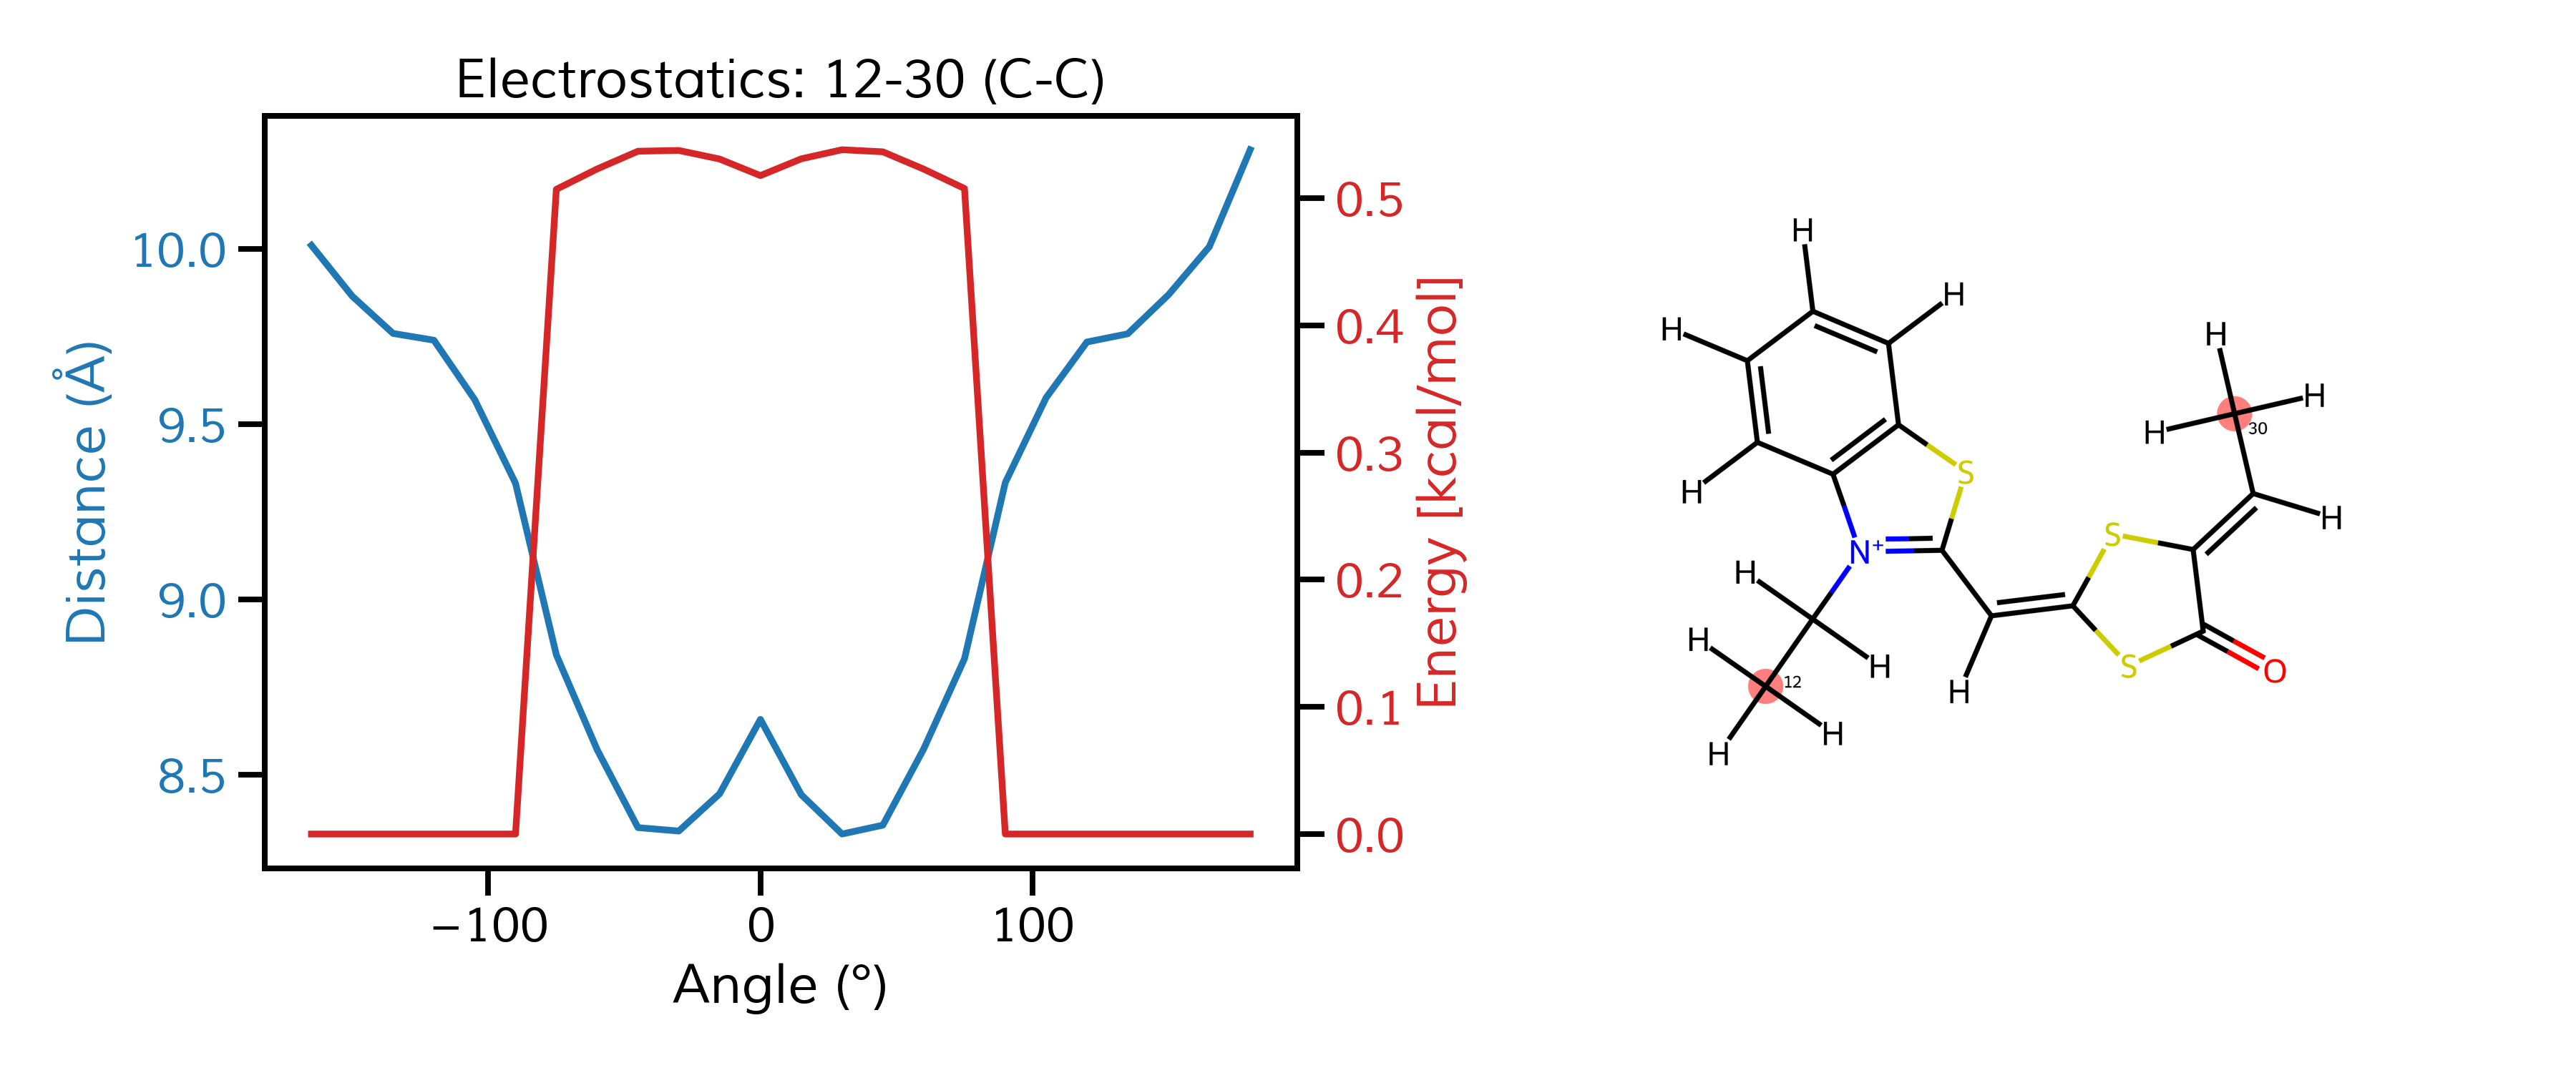 Electrostatics: 12-30 (C-C)
Distance (Å)
10.0
9.5
9.0
8.5
−100
0
100
Angle (°)
0.5
0.4
0.3
0.2
0.1
0.0
Energy [kcal/mol]
H
H
H
H
H
H
30
H
H
S
H
S
N+
H
H
H
S
O
12
H
H
H